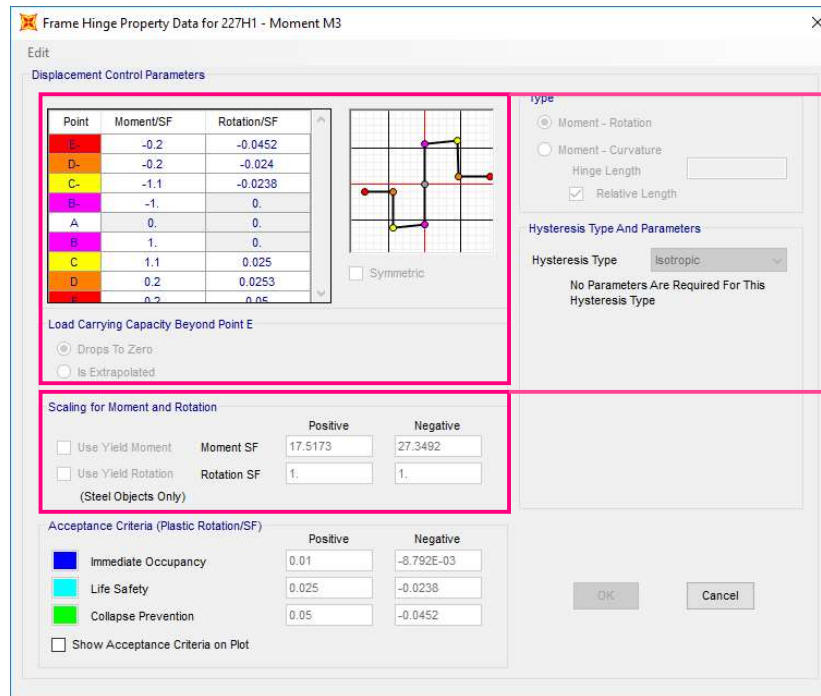 Frame Hinge Property Data for 227H1 - Moment M3
Edit
Displacement Control Parameters
Point Moment/SF Rotation/SF
E- -0.2 -0.0452
D- -0.2 -0.024
C- -1.1 -0.0238
B- -1. 0.
A 0. 0.
B 1. 0.
C 1.1 0.025
D 0.2 0.0253
E 0.2 0.05
Symmetric
Load Carrying Capacity Beyond Point E
Drops To Zero
Is Extrapolated
Scaling for Moment and Rotation
Positive Negative
Use Yield Moment Moment SF 17.5173 27.3492
Use Yield Rotation Rotation SF 1. 1.
(Steel Objects Only)
Acceptance Criteria (Plastic Rotation/SF)
Positive Negative
Immediate Occupancy 0.01 -8.792E-03
Life Safety 0.025 -0.0238
Collapse Prevention 0.05 -0.0452
Show Acceptance Criteria on Plot
Type
Moment - Rotation
Moment - Curvature
Hinge Length
Relative Length
Hysteresis Type And Parameters
Hysteresis Type Isotropic
No Parameters Are Required For This
Hysteresis Type
OK Cancel